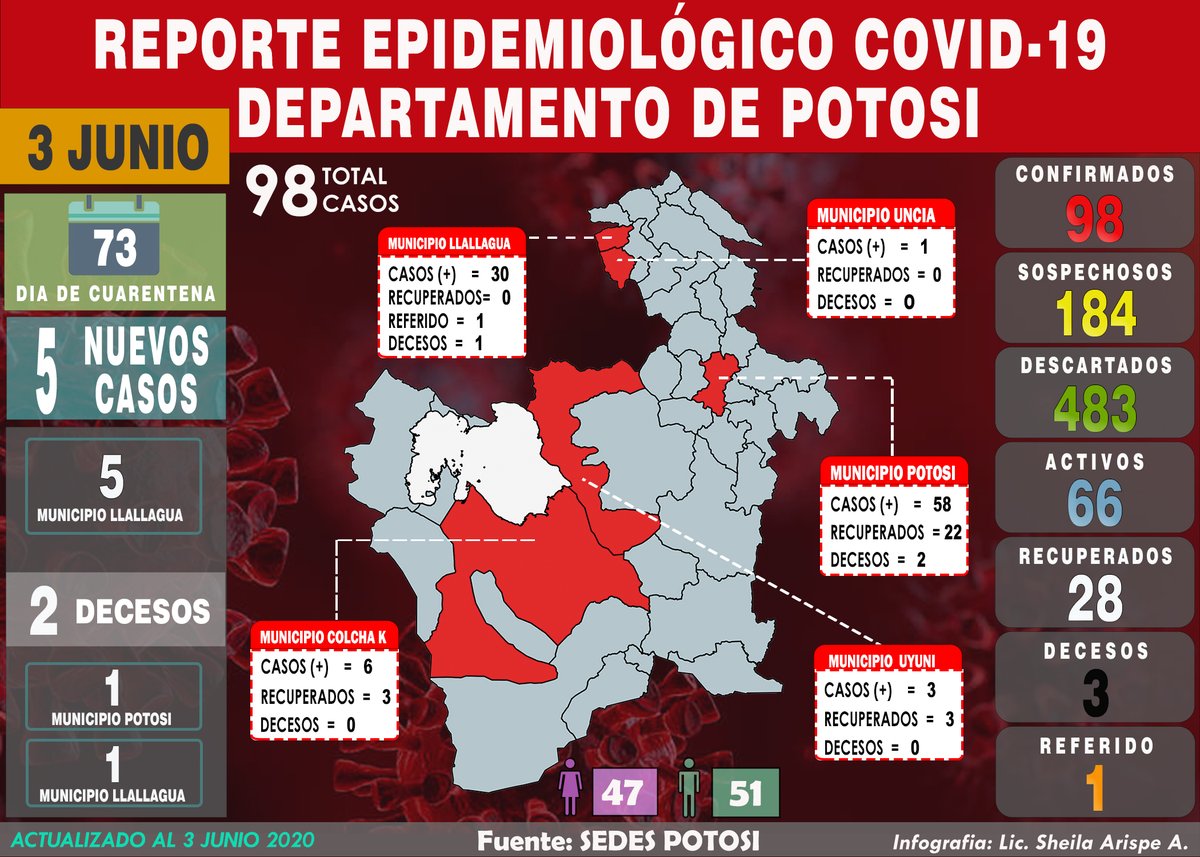 REPORTE EPIDEMIOLÓGICO COVID-19
DEPARTAMENTO DE POTOSI
3 JUNIO
73
DIA DE CUARENTENA
5 NUEVOS CASOS
5
MUNICIPIO LLALLAGUA
2 DECESOS
1
MUNICIPIO POTOSI
1
MUNICIPIO LLALLAGUA
98 TOTAL CASOS
MUNICIPIO LLALLAGUA
CASOS (+) = 30
RECUPERADOS= 0
REFERIDO = 1
DECESOS = 1
MUNICIPIO UNCIA
CASOS (+) = 1
RECUPERADOS = 0
DECESOS = 0
MUNICIPIO POTOSI
CASOS (+) = 58
RECUPERADOS = 22
DECESOS = 2
MUNICIPIO COLCHA K
CASOS (+) = 6
RECUPERADOS = 3
DECESOS = 0
MUNICIPIO UYUNI
CASOS (+) = 3
RECUPERADOS = 3
DECESOS = 0
47
51
CONFIRMADOS
98
SOSPECHOSOS
184
DESCARTADOS
483
ACTIVOS
66
RECUPERADOS
28
DECESOS
3
REFERIDO
1
ACTUALIZADO AL 3 JUNIO 2020
Fuente: SEDES POTOSI
Infografia: Lic. Sheila Arispe A.